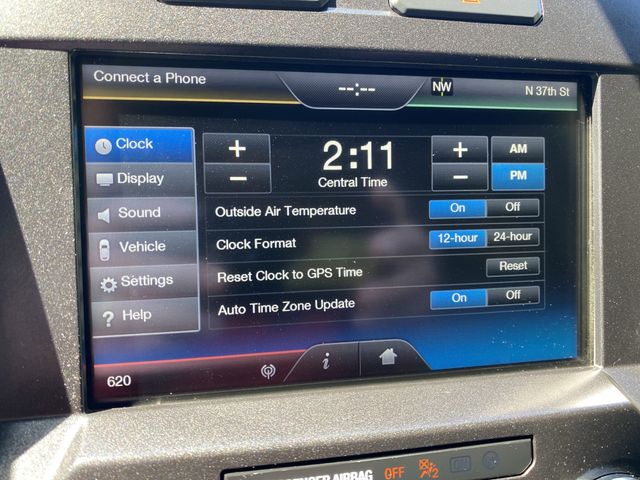 Connect a Phone
--:--
NW
N 37th St
Clock
+ 2:11 + AM
Display
- Central Time - PM
Sound
Outside Air Temperature On Off
Vehicle
Clock Format 12-hour 24-hour
Settings
Reset Clock to GPS Time Reset
Help
Auto Time Zone Update On Off
620
i
AIRBAG OFF 2